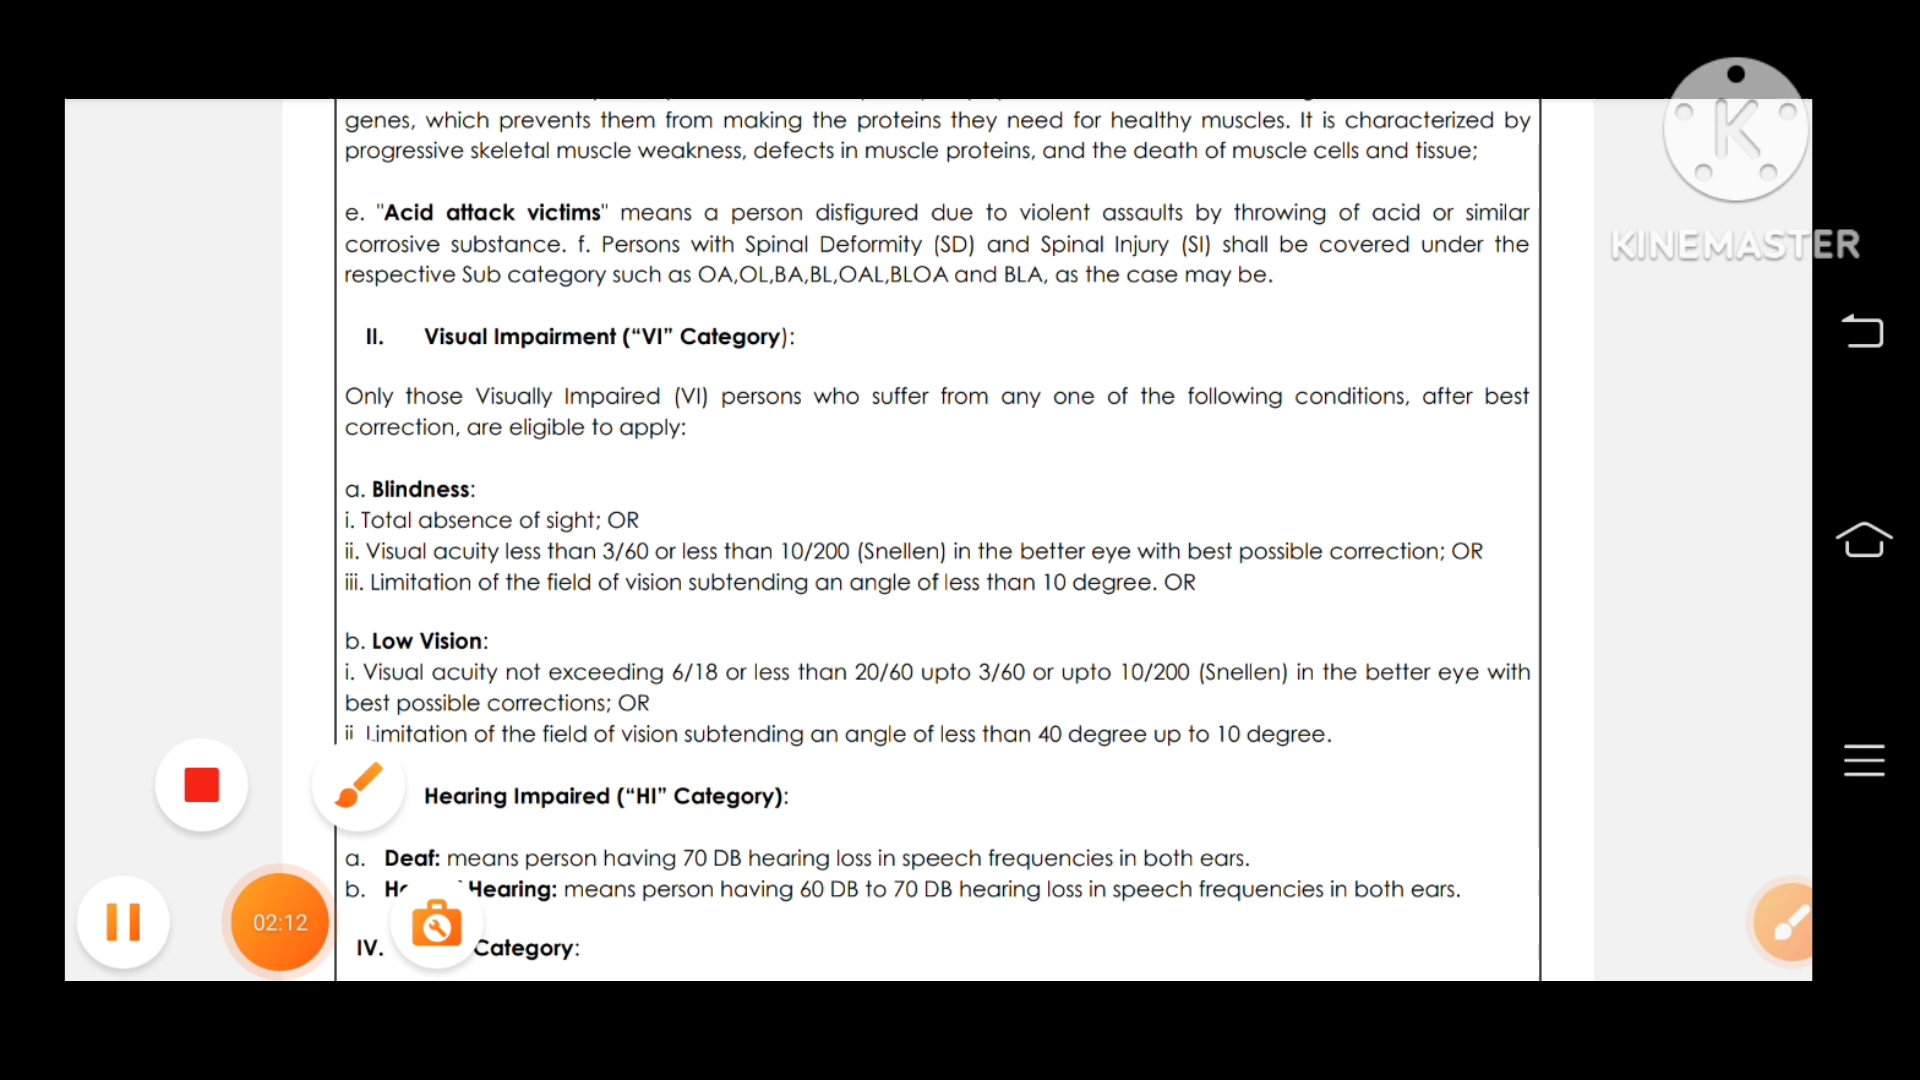 genes, which prevents them from making the proteins they need for healthy muscles. It is characterized by
progressive skeletal muscle weakness, defects in muscle proteins, and the death of muscle cells and tissue;
e. "Acid attack victims" means a person disfigured due to violent assaults by throwing of acid or similar
corrosive substance. f. Persons with Spinal Deformity (SD) and Spinal Injury (SI) shall be covered under the
respective Sub category such as OA,OL,BA,BL,OAL,BLOA and BLA, as the case may be.
II. Visual Impairment (“VI” Category):
Only those Visually Impaired (VI) persons who suffer from any one of the following conditions, after best
correction, are eligible to apply:
a. Blindness:
i. Total absence of sight; OR
ii. Visual acuity less than 3/60 or less than 10/200 (Snellen) in the better eye with best possible correction; OR
iii. Limitation of the field of vision subtending an angle of less than 10 degree. OR
b. Low Vision:
i. Visual acuity not exceeding 6/18 or less than 20/60 upto 3/60 or upto 10/200 (Snellen) in the better eye with
best possible corrections; OR
ii Limitation of the field of vision subtending an angle of less than 40 degree up to 10 degree.
Hearing Impaired (“HI” Category):
a. Deaf: means person having 70 DB hearing loss in speech frequencies in both ears.
b. Hearing: means person having 60 DB to 70 DB hearing loss in speech frequencies in both ears.
IV. Category:
02:12
K
KINEMASTER